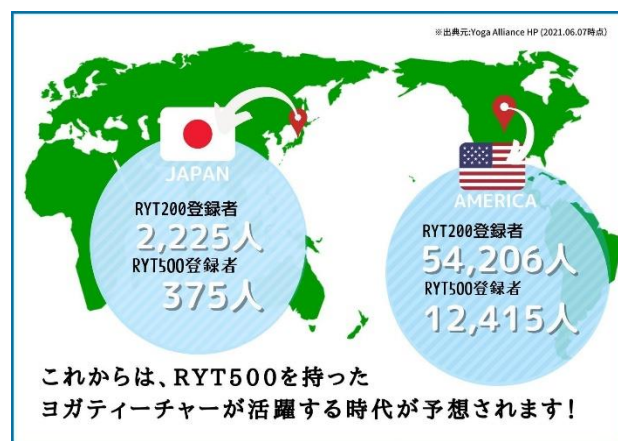 ※出典元:Yoga Alliance HP (2021.06.07時点)
JAPAN
RYT200登録者
2,225人
RYT500登録者
375人
AMERICA
RYT200登録者
54,206人
RYT500登録者
12,415人
これからは、RYT500を持った
ヨガティーチャーが活躍する時代が予想されます!